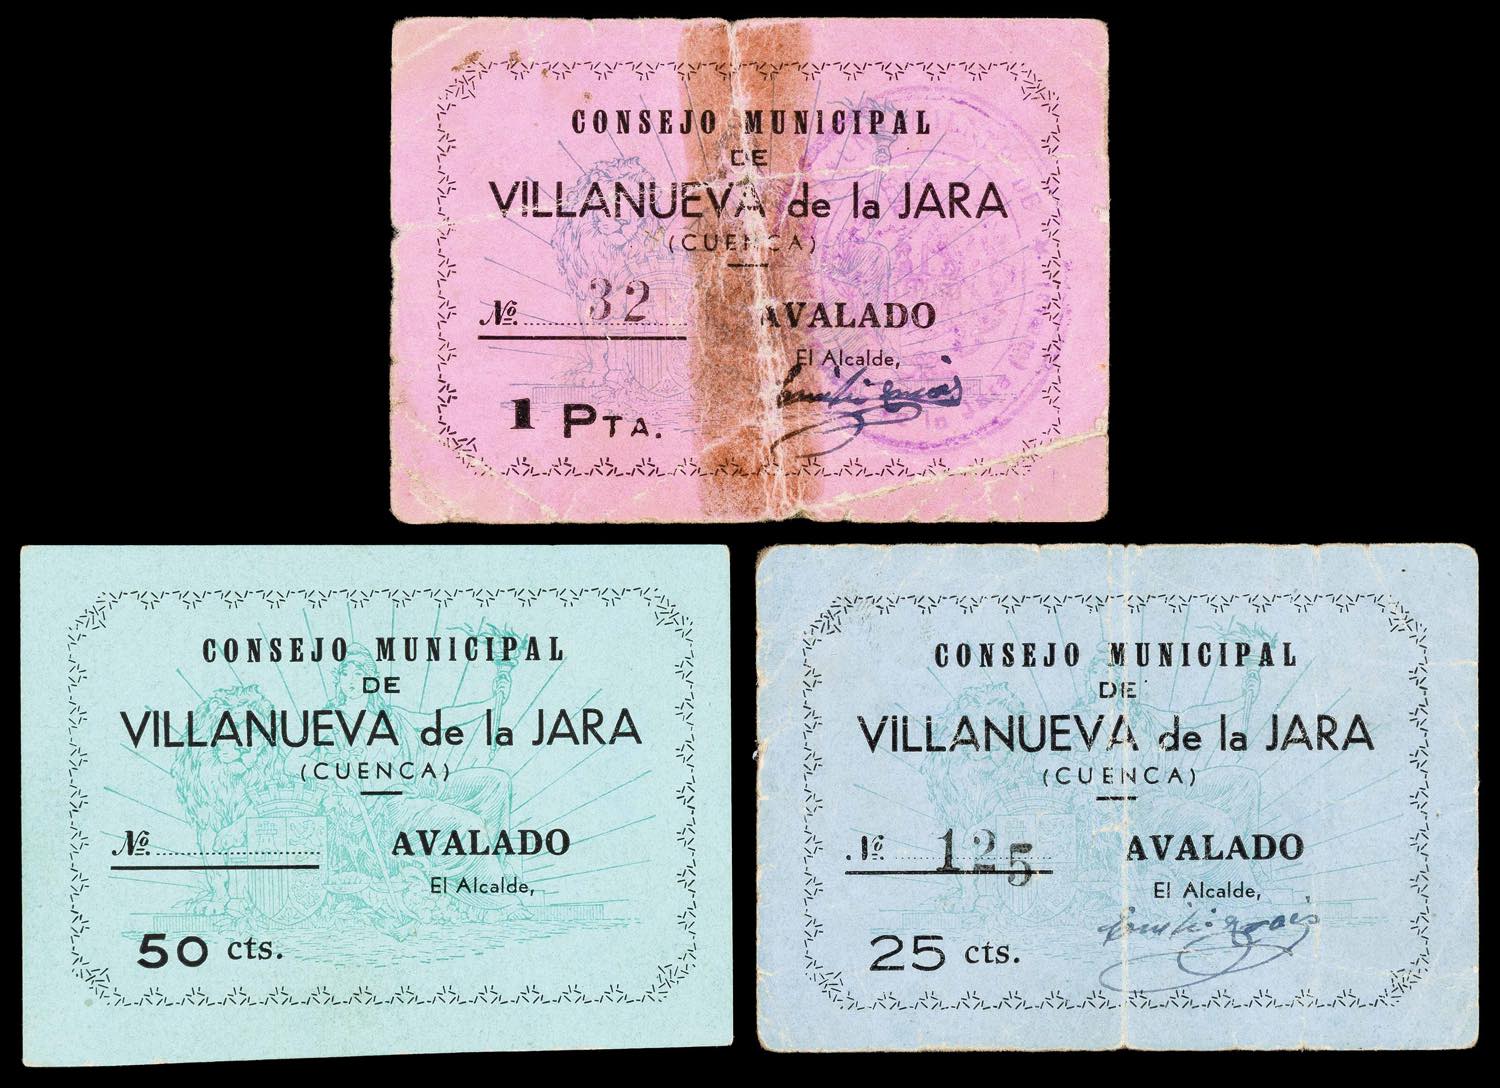 CONSEJO MUNICIPAL
DE
VILLANUEVA de la JARA
(CUENCA)
Nº. 32
AVALADO
El Alcalde,
1 PTA.
CONSEJO MUNICIPAL
DE
VILLANUEVA de la JARA
(CUENCA)
Nº.
AVALADO
El Alcalde,
50 cts.
CONSEJO MUNICIPAL
DE
VILLANUEVA de la JARA
(CUENCA)
Nº. 125
AVALADO
El Alcalde,
25 cts.